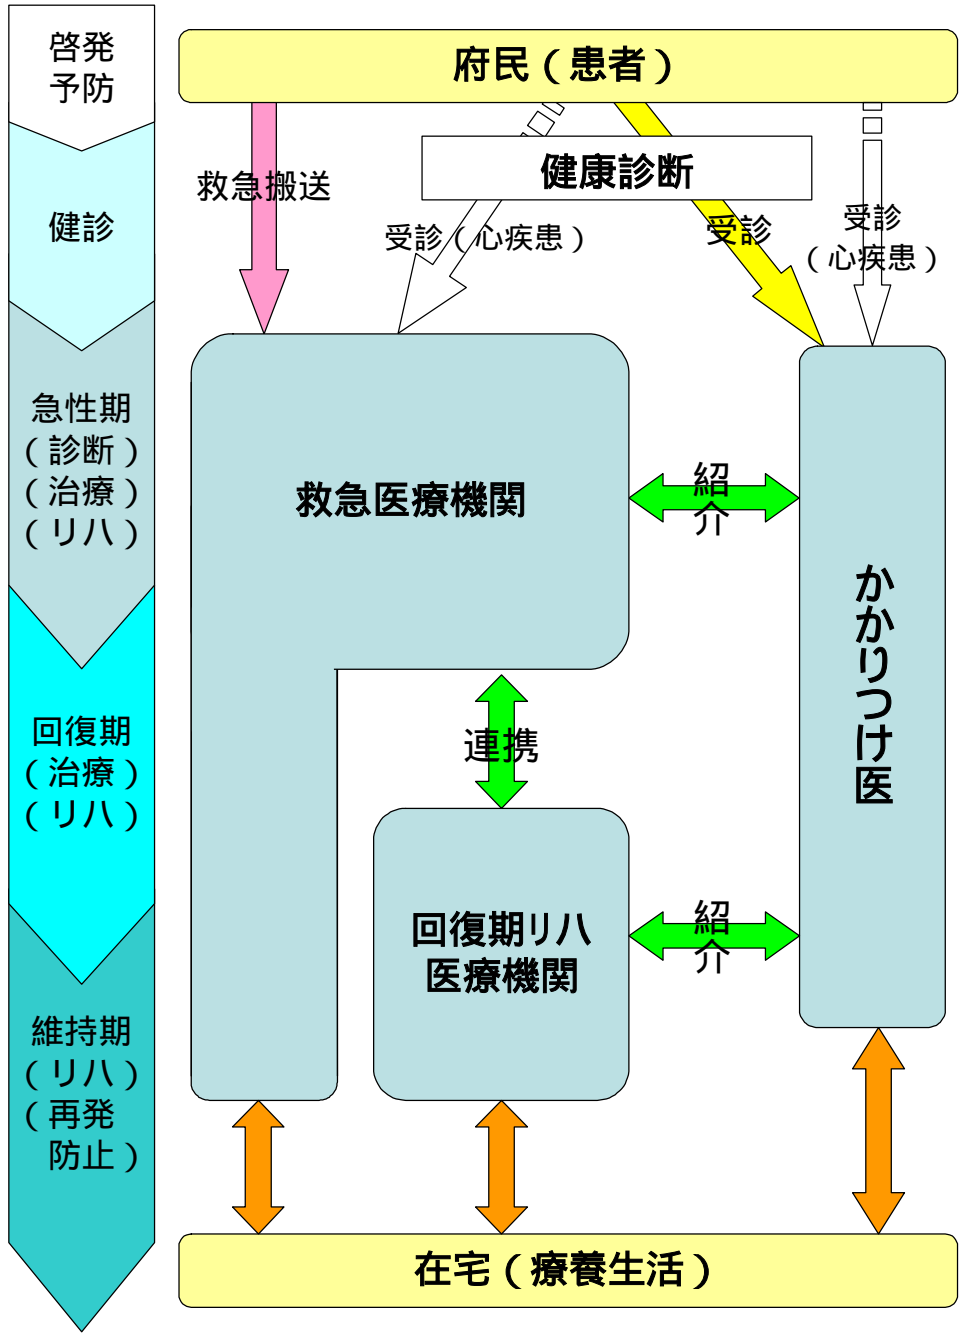 啓発
予防
健診
急性期
（診断）
（治療）
（リハ）
回復期
（治療）
（リハ）
維持期
（リハ）
（再発
防止）
府民（患者）
健康診断
救急搬送
受診（心疾患）
受診
受診
（心疾患）
救急医療機関
紹
介
かかりつけ医
連携
回復期リハ
医療機関
紹
介
在宅（療養生活）